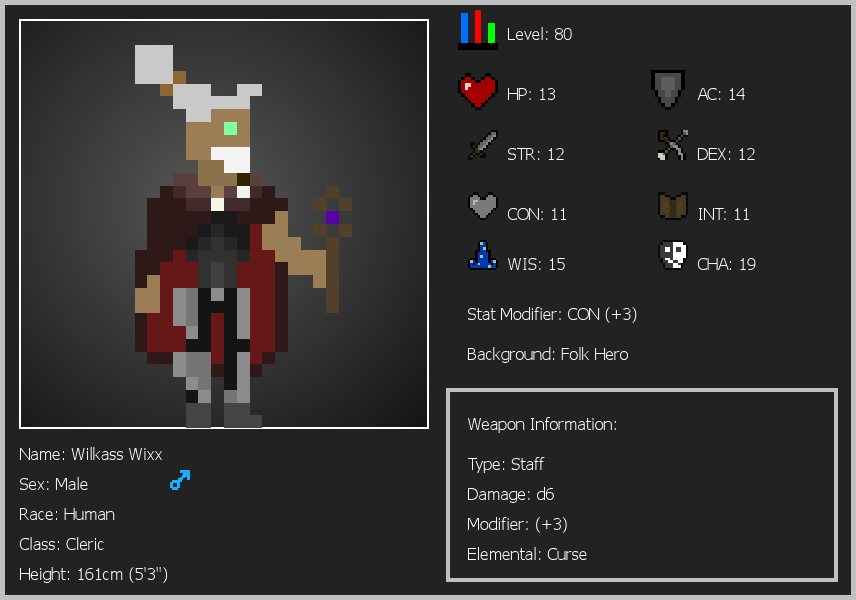 Level: 80
HP: 13
AC: 14
STR: 12
DEX: 12
CON: 11
INT: 11
WIS: 15
CHA: 19
Stat Modifier: CON (+3)
Background: Folk Hero
Weapon Information:
Type: Staff
Damage: d6
Modifier: (+3)
Elemental: Curse
Name: Wilkass Wixx
Sex: Male
Race: Human
Class: Cleric
Height: 161cm (5'3")